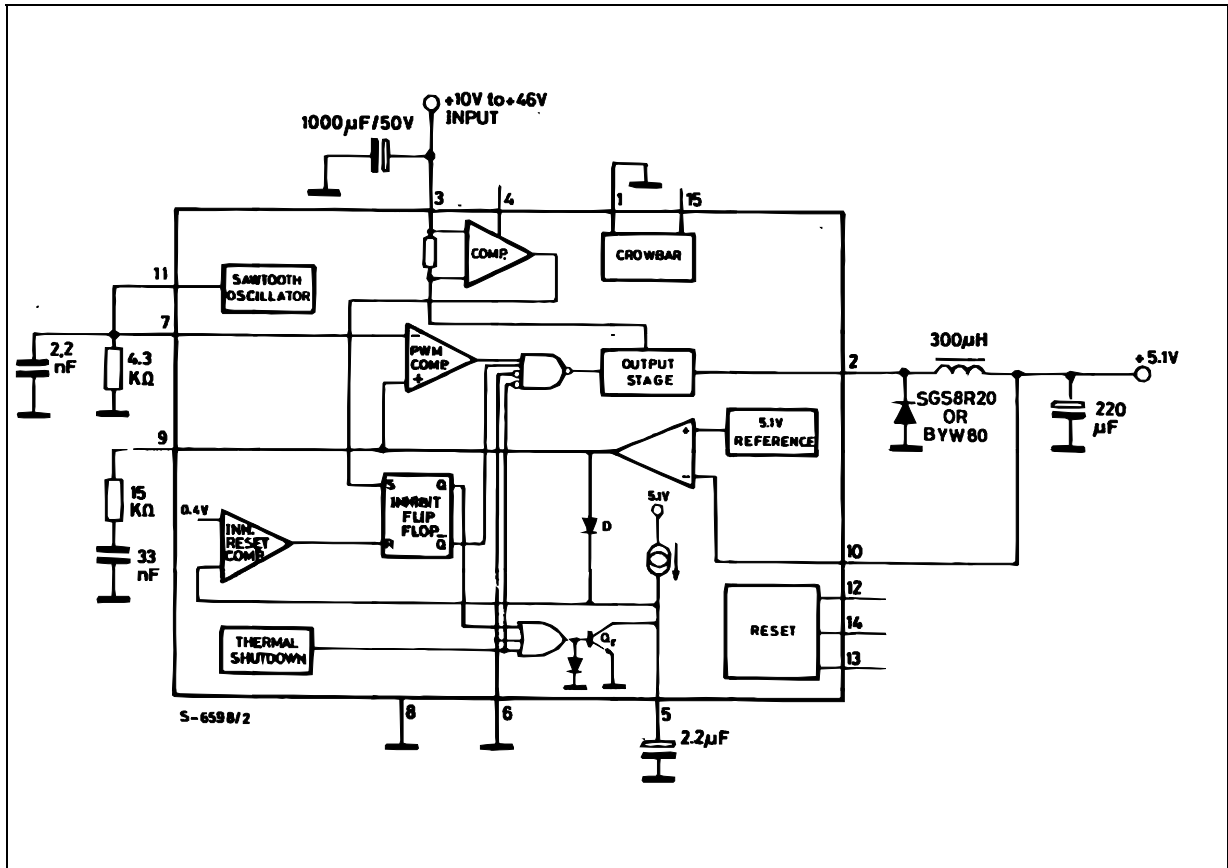 +10V to +46V
INPUT
1000µF/50V
3
4
1
15
COMP.
CROWBAR
11
SAWTOOTH
OSCILLATOR
7
2,2
nF
4.3
KΩ
-
PWM
COMP.
+
OUTPUT
STAGE
2
300µH
+5.1V
SGS8R20
OR
BYW80
220
µF
9
+
-
5.1V
REFERENCE
15
KΩ
33
nF
0.4V
INH.
RESET
COMP.
S
Q
INHIBIT
FLIP
FLOP
R
Q̅
D
5.1V
10
12
14
13
RESET
THERMAL
SHUTDOWN
Qr
S-6598/2
8
6
5
2.2µF